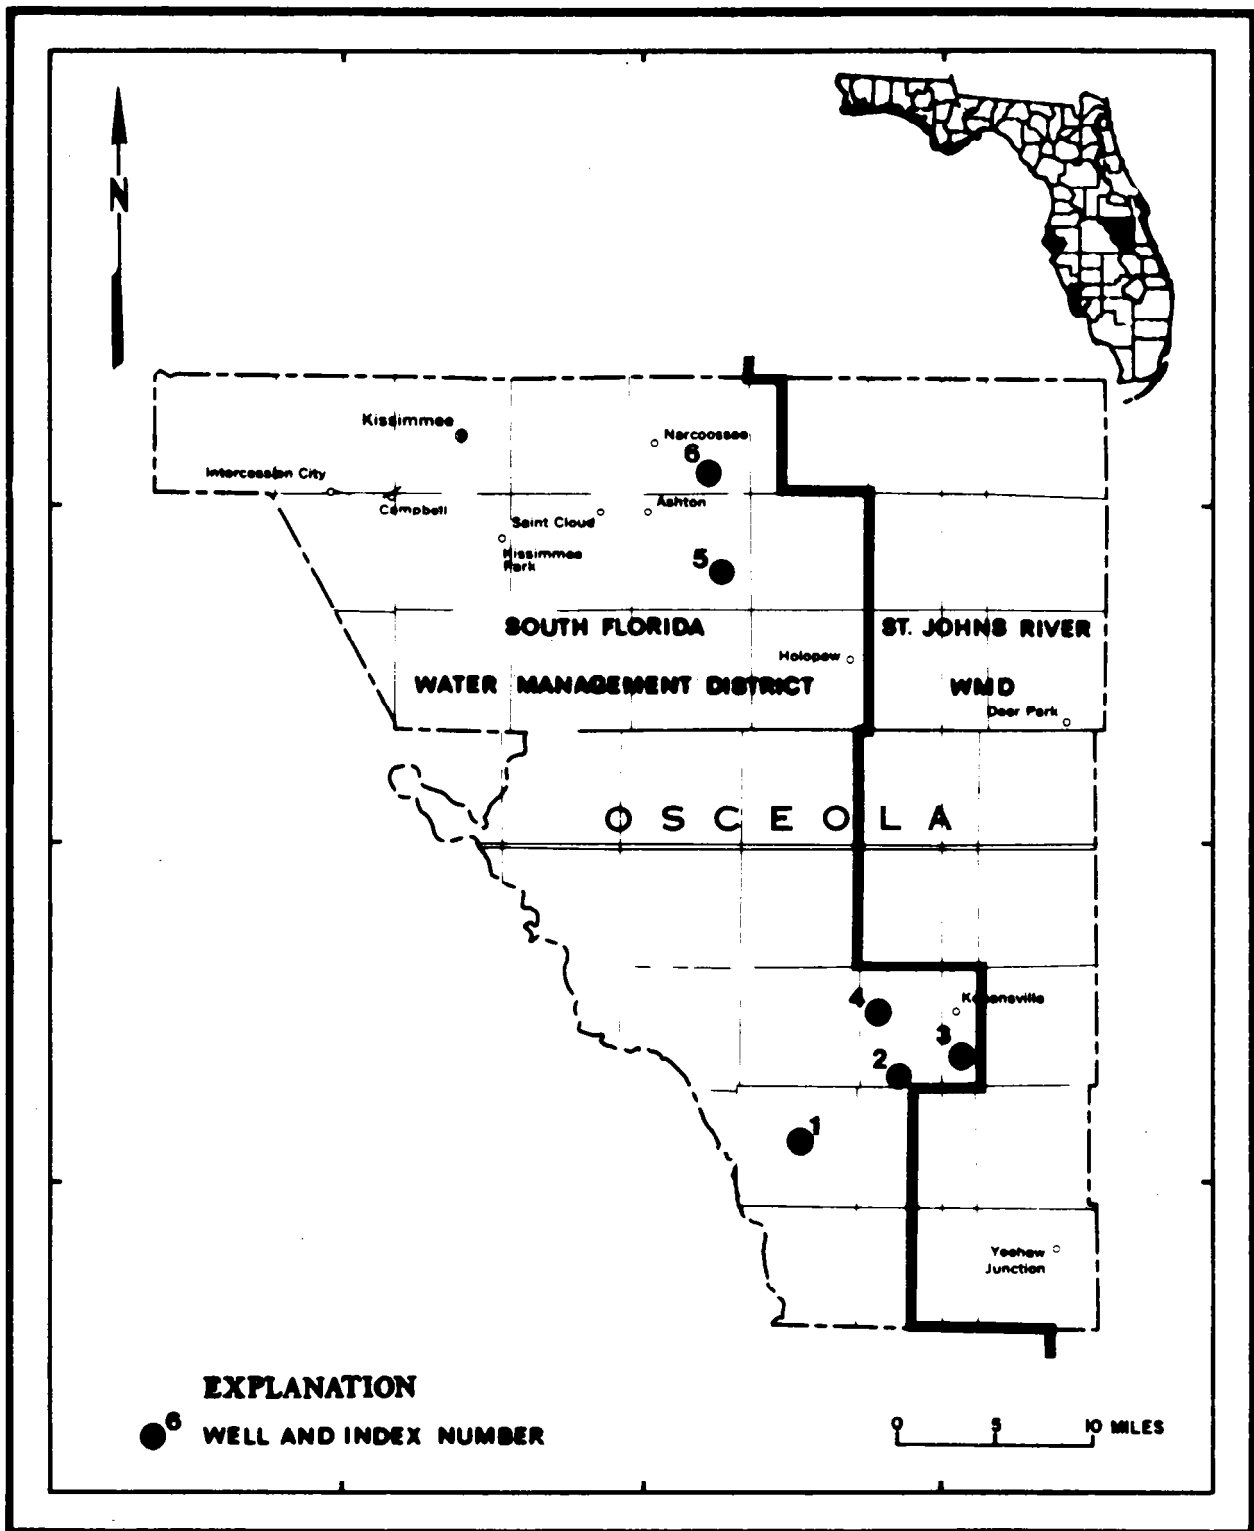 N
Kissimmee
Narcoossee
6
Intercession City
Campbell
Saint Cloud
Ashton
Kissimmee
Park
5
SOUTH FLORIDA
ST. JOHNS RIVER
Holopaw
WATER MANAGEMENT DISTRICT
WMD
Deer Park
OSCEOLA
4
Kenansville
3
2
1
Yeehaw
Junction
EXPLANATION
6
WELL AND INDEX NUMBER
0 5 10 MILES